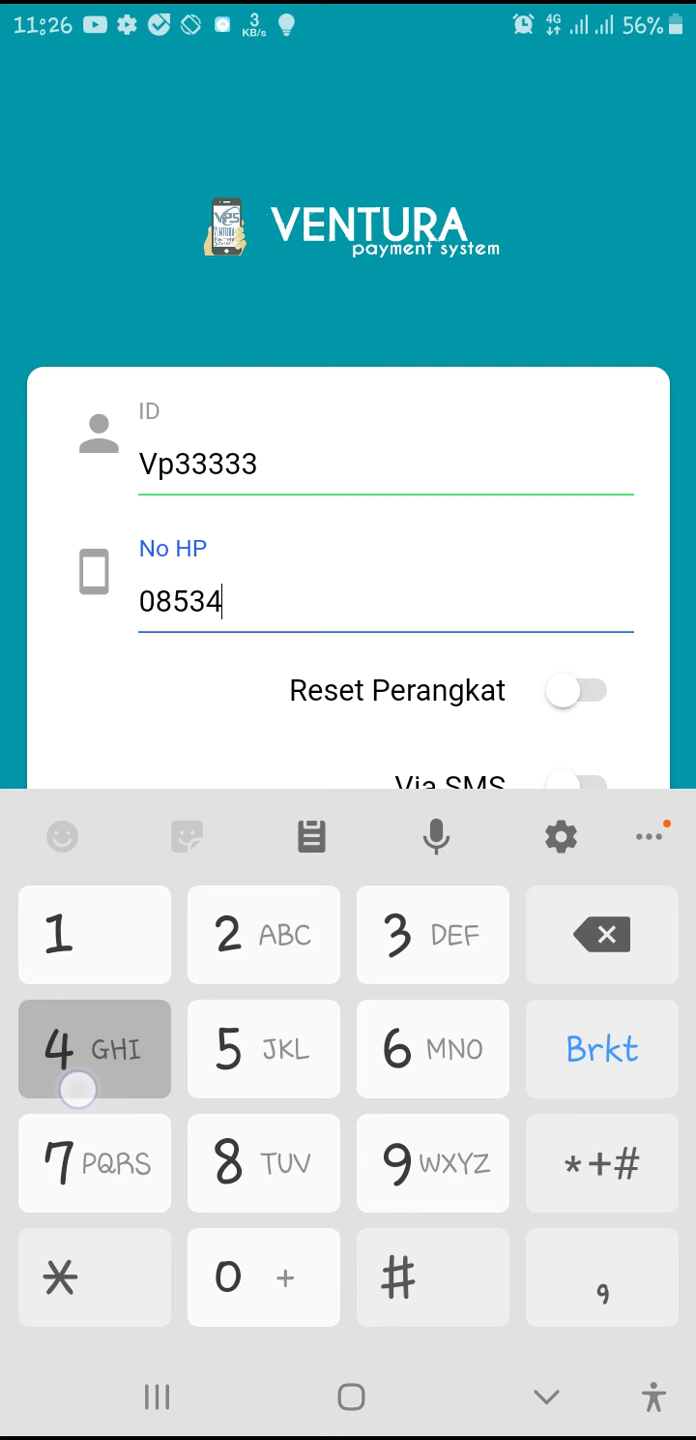 11:26 3 KB/s 4G 56%
VPS
VENTURA
payment system
ID
Vp33333
No HP
08534
Reset Perangkat
Via SMS
1 2 ABC 3 DEF
4 GHI 5 JKL 6 MNO Brkt
7 PQRS 8 TUV 9 WXYZ *+#
* 0 + # ,